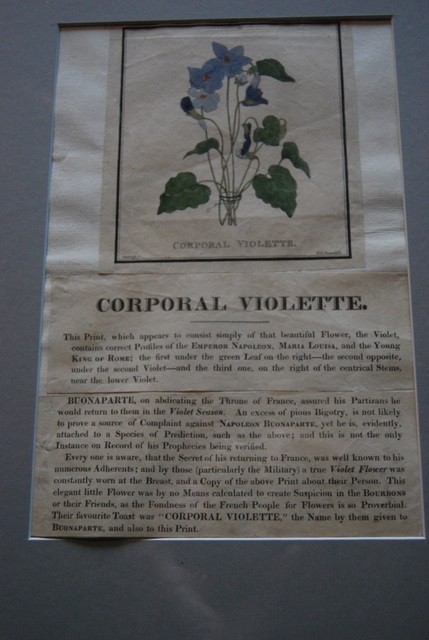 CORPORAL VIOLETTE.
CORPORAL VIOLETTE.
This Print, which appears to consist simply of that beautiful Flower, the Violet,
contains correct Profiles of the EMPEROR NAPOLEON, MARIA LOUISA, and the Young
KING OF ROME; the first under the green Leaf on the right—the second opposite,
under the second Violet—and the third one, on the right of the centrical Stems,
near the lower Violet.
BUONAPARTE, on abdicating the Throne of France, assured his Partizans he
would return to them in the Violet Season. An excess of pious Bigotry, is not likely
to prove a source of Complaint against NAPOLEON BUONAPARTE, yet he is, evidently,
attached to a Species of Prediction, such as the above; and this is not the only
Instance on Record of his Prophecies being verified.
Every one is aware, that the Secret of his returning to France, was well known to his
numerous Adherents; and by those (particularly the Military) a true Violet Flower was
constantly worn at the Breast, and a Copy of the above Print about their Person. This
elegant little Flower was by no Means calculated to create Suspicion in the BOURBONS
or their Friends, as the Fondness of the French People for Flowers is so Proverbial.
Their favourite Toast was "CORPORAL VIOLETTE," the Name by them given to
BUONAPARTE, and also to this Print.